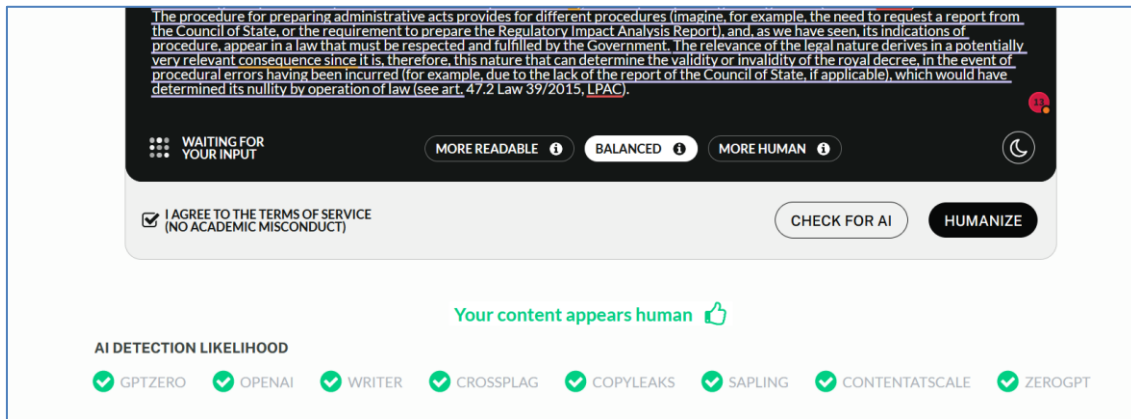 The procedure for preparing administrative acts provides for different procedures (imagine, for example, the need to request a report from
the Council of State, or the requirement to prepare the Regulatory Impact Analysis Report), and, as we have seen, its indications of
procedure, appear in a law that must be respected and fulfilled by the Government. The relevance of the legal nature derives in a potentially
very relevant consequence since it is, therefore, this nature that can determine the validity or invalidity of the royal decree, in the event of
procedural errors having been incurred (for example, due to the lack of the report of the Council of State, if applicable), which would have
determined its nullity by operation of law (see art. 47.2 Law 39/2015, LPAC).
WAITING FOR
YOUR INPUT
MORE READABLE BALANCED MORE HUMAN
I AGREE TO THE TERMS OF SERVICE
(NO ACADEMIC MISCONDUCT)
CHECK FOR AI HUMANIZE
Your content appears human
AI DETECTION LIKELIHOOD
GPTZERO OPENAI WRITER CROSSPLAG COPYLEAKS SAPLING CONTENTATSCALE ZEROGPT